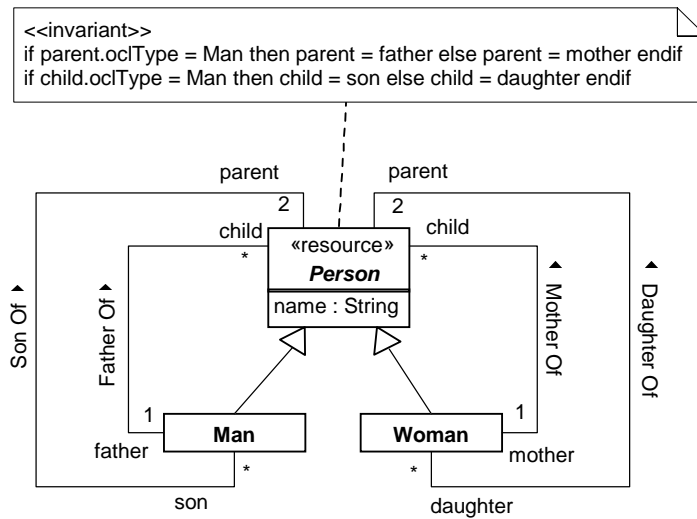 <<invariant>>
if parent.oclType = Man then parent = father else parent = mother endif
if child.oclType = Man then child = son else child = daughter endif
parent
parent
2
2
child
child
*
*
«resource»
Person
name : String
Son Of
Father Of
Mother Of
Daughter Of
1
1
Man
Woman
father
mother
*
*
son
daughter